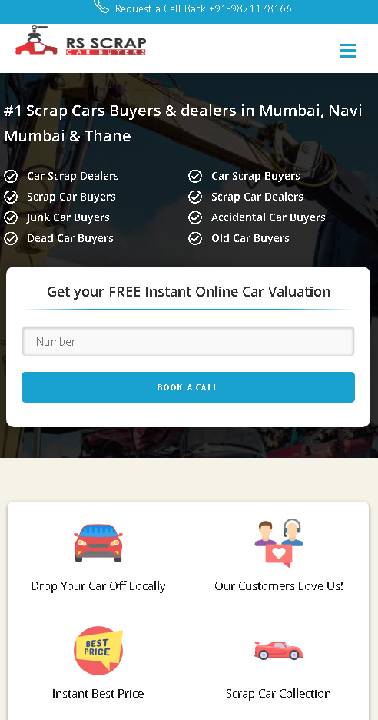 Request a Call Back
RS SCRAP
CAR BUYERS
#1 Scrap Cars Buyers & dealers in Mumbai, Navi
Mumbai & Thane
Car Scrap Dealers
Car Scrap Buyers
Scrap Car Buyers
Scrap Car Dealers
Junk Car Buyers
Accidental Car Buyers
Dead Car Buyers
Old Car Buyers
Get your FREE Instant Online Car Valuation
Number
BOOK A CALL
Drop Your Car Off Locally
Our Customers Love Us!
BEST
PRICE
Instant Best Price
Scrap Car Collection